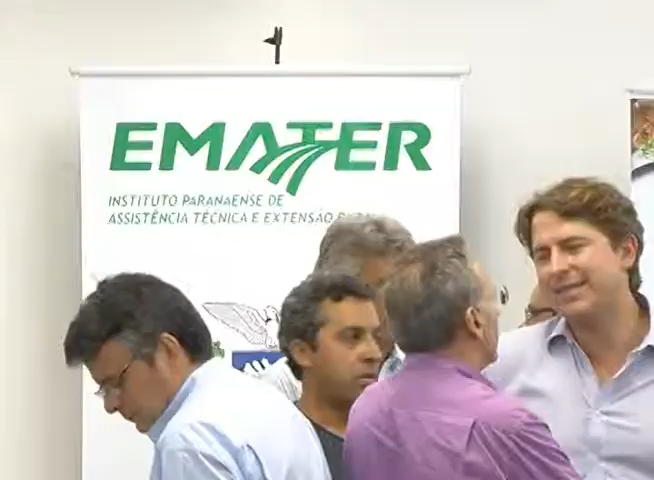 EMATER
INSTITUTO PARANAENSE DE
ASSISTÊNCIA TÉCNICA E EXTENSÃO